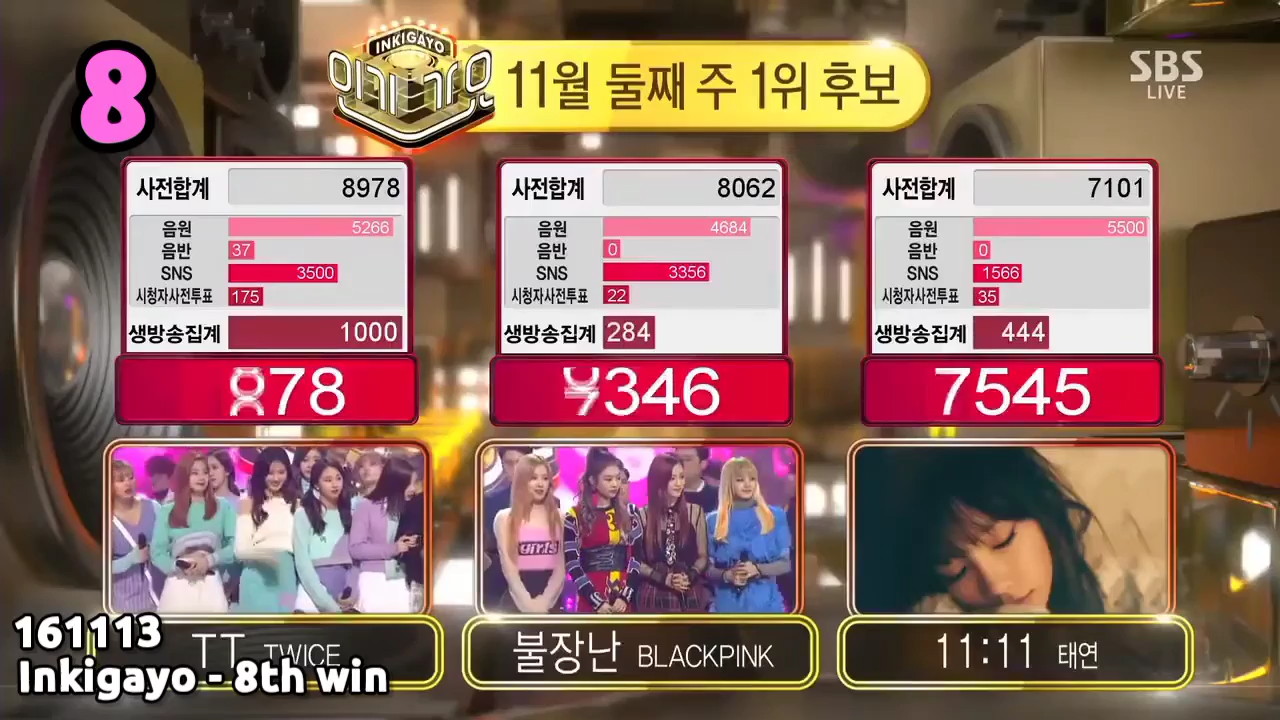 8
INKIGAYO
인기가요
11월 둘째 주 1위 후보
SBS
LIVE
사전합계 8978
음원 5266
음반 37
SNS 3500
시청자사전투표 175
생방송집계 1000
78
사전합계 8062
음원 4684
음반 0
SNS 3356
시청자사전투표 22
생방송집계 284
346
사전합계 7101
음원 5500
음반 0
SNS 1566
시청자사전투표 35
생방송집계 444
7545
girls
TT TWICE
불장난 BLACKPINK
11:11 태연
161113
Inkigayo - 8th win